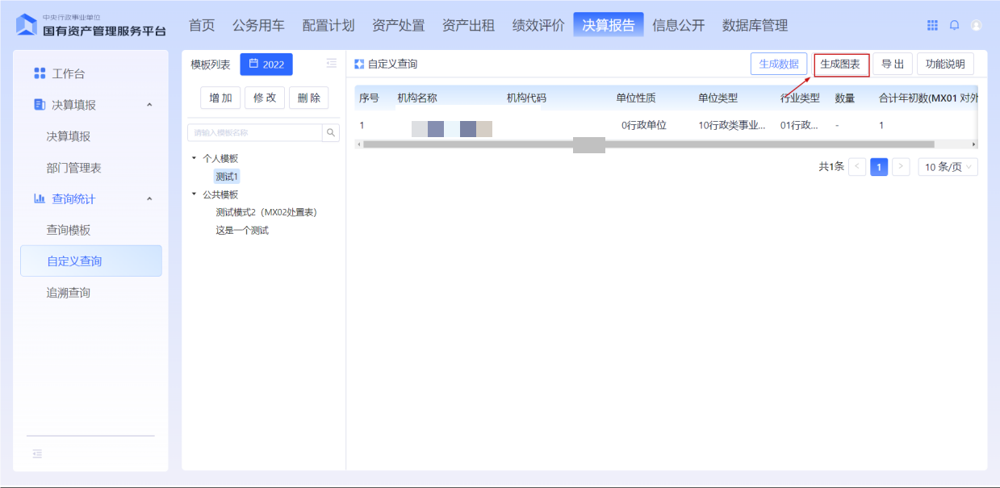 中央行政事业单位
国有资产管理服务平台
首页 公务用车 配置计划 资产处置 资产出租 绩效评价 决算报告 信息公开 数据库管理
工作台
决算填报
决算填报
部门管理表
查询统计
查询模板
自定义查询
追溯查询
模板列表 2022
增 加 修 改 删 除
请输入模板名称
个人模板
测试1
公共模板
测试模式2（MX02处置表）
这是一个测试
自定义查询 生成数据 生成图表 导 出 功能说明
序号 机构名称 机构代码 单位性质 单位类型 行业类型 数量 合计年初数(MX01 对外
1 0行政单位 10行政类事业... 01行政... - 1
共1条 < 1 > 10 条/页